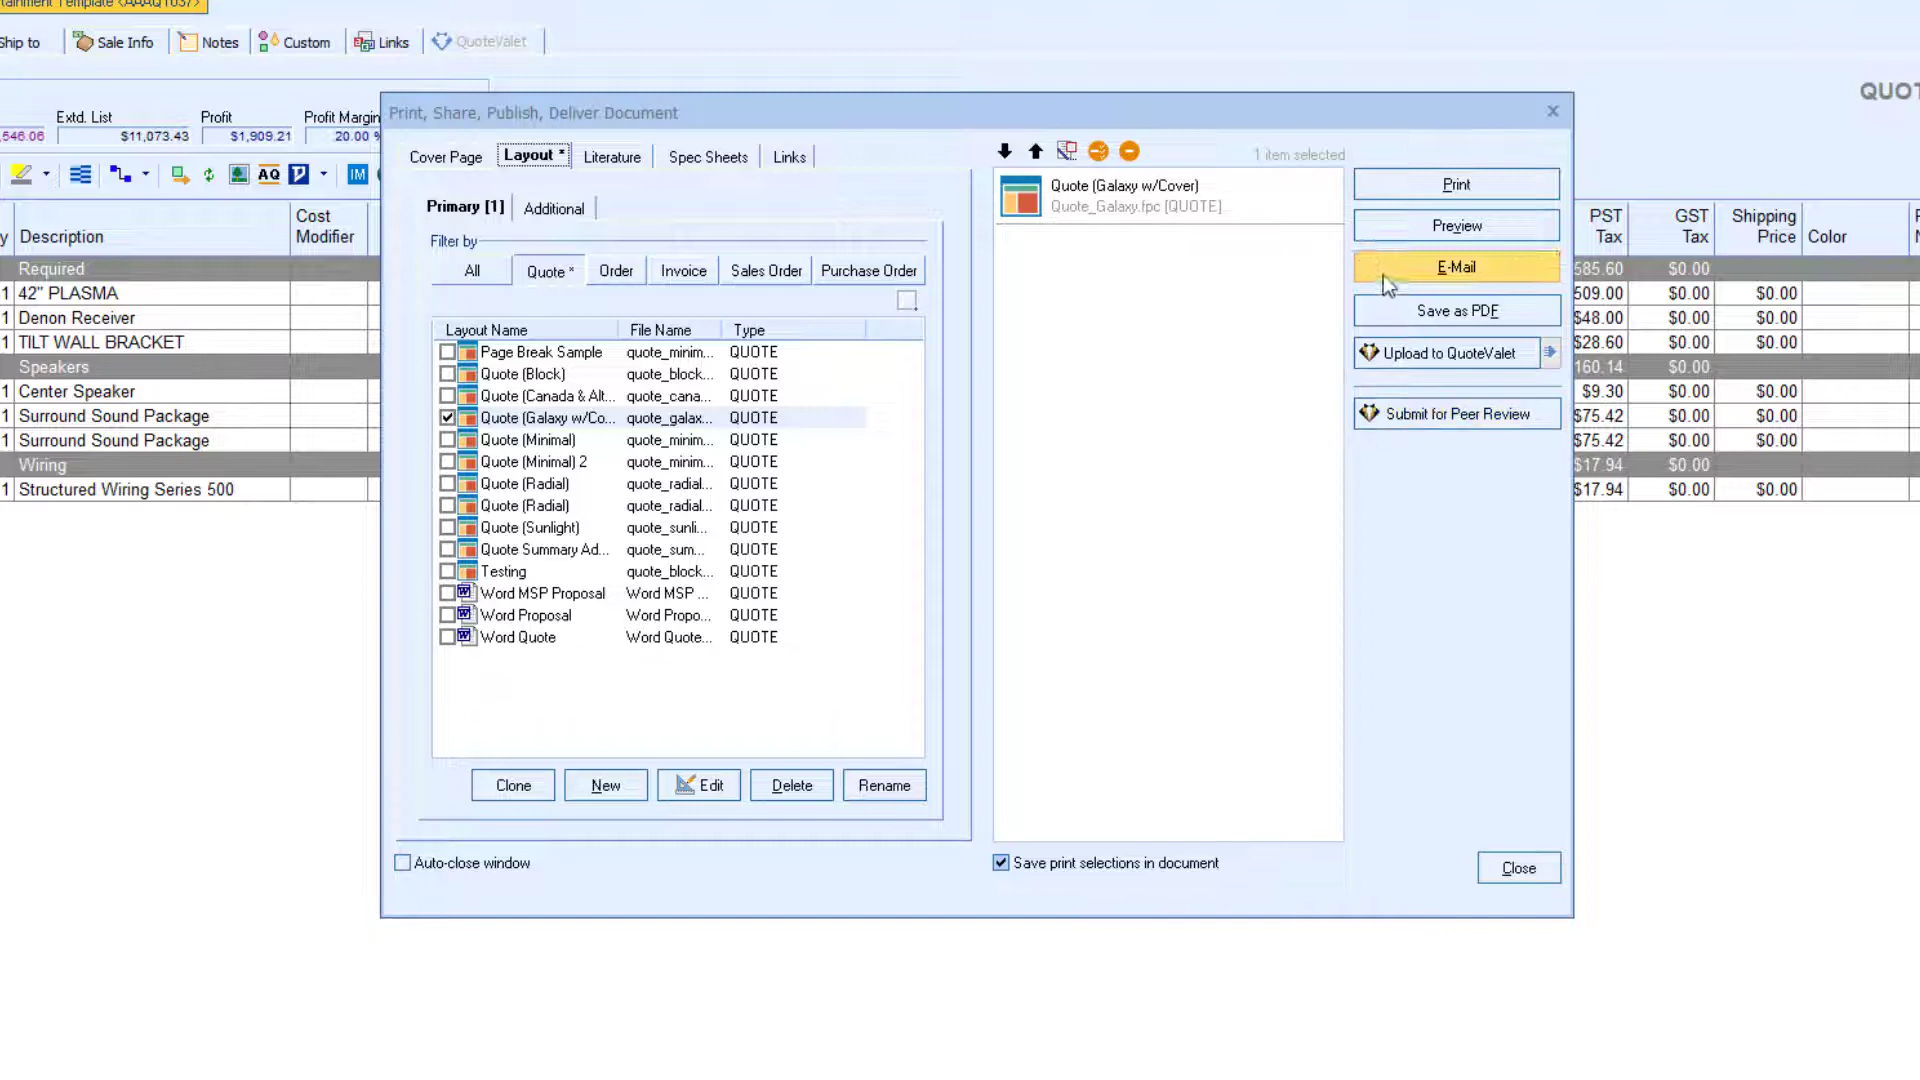 tainment Template <AAAQ1037>
Ship to Sale Info Notes Custom Links QuoteValet
QUOT
Extd. List Profit Profit Margin
,546.06 $11,073.43 $1,909.21 20.00 %
AQ IM
Description Cost Modifier
Required
1 42" PLASMA
1 Denon Receiver
1 TILT WALL BRACKET
Speakers
1 Center Speaker
1 Surround Sound Package
1 Surround Sound Package
Wiring
1 Structured Wiring Series 500
Print, Share, Publish, Deliver Document
Cover Page Layout * Literature Spec Sheets Links
Primary [1] Additional
Filter by
All Quote * Order Invoice Sales Order Purchase Order
Layout Name File Name Type
Page Break Sample quote_minim... QUOTE
Quote (Block) quote_block... QUOTE
Quote (Canada & Alt... quote_cana... QUOTE
Quote (Galaxy w/Co... quote_galax... QUOTE
Quote (Minimal) quote_minim... QUOTE
Quote (Minimal) 2 quote_minim... QUOTE
Quote (Radial) quote_radial... QUOTE
Quote (Radial) quote_radial... QUOTE
Quote (Sunlight) quote_sunli... QUOTE
Quote Summary Ad... quote_sum... QUOTE
Testing quote_block... QUOTE
Word MSP Proposal Word MSP ... QUOTE
Word Proposal Word Propo... QUOTE
Word Quote Word Quote... QUOTE
Clone New Edit Delete Rename
Auto-close window
1 item selected
Quote (Galaxy w/Cover)
Quote_Galaxy.fpc [QUOTE]
Save print selections in document
Print
Preview
E-Mail
Save as PDF
Upload to QuoteValet
Submit for Peer Review
Close
PST Tax GST Tax Shipping Price Color
585.60 $0.00
509.00 $0.00 $0.00
$48.00 $0.00 $0.00
$28.60 $0.00 $0.00
160.14 $0.00
$9.30 $0.00 $0.00
$75.42 $0.00 $0.00
$75.42 $0.00 $0.00
$17.94 $0.00
$17.94 $0.00 $0.00